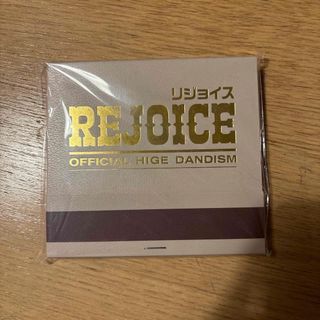 リジョイス
REJOICE
OFFICIAL HIGE DANDISM